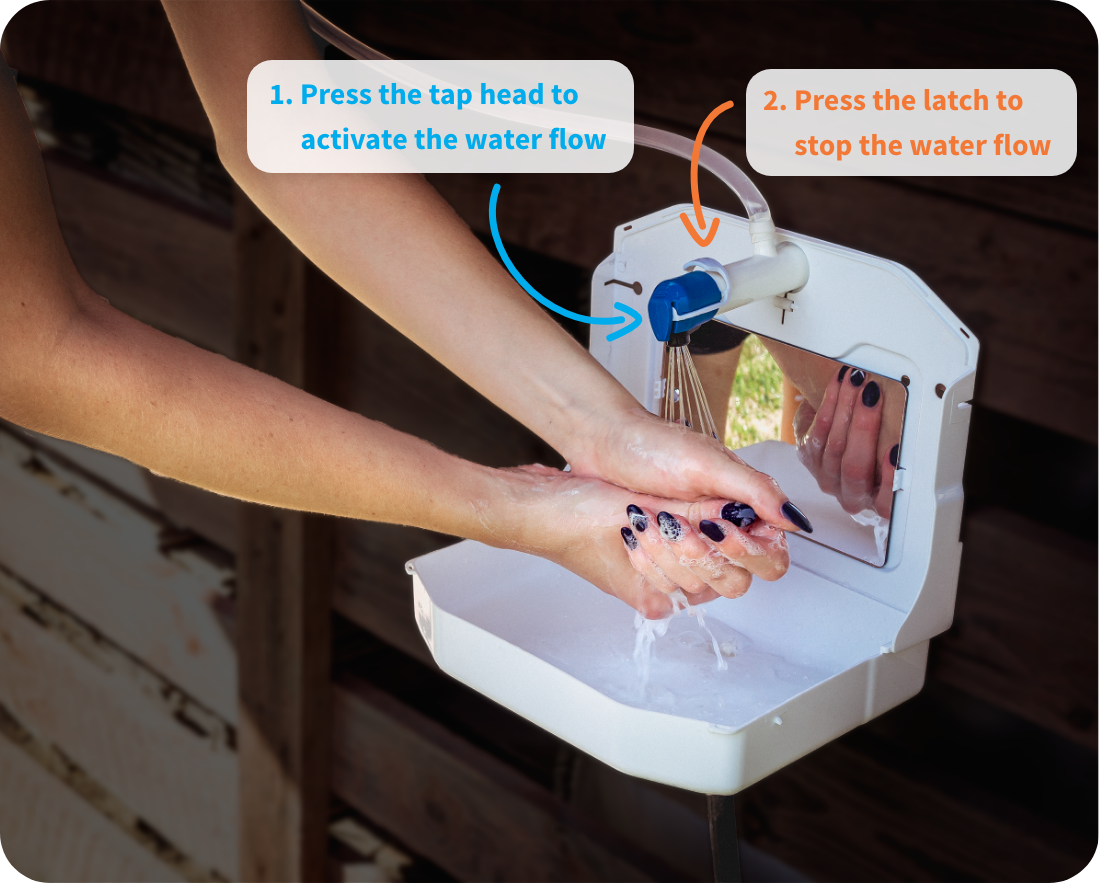 1. Press the tap head to
activate the water flow
2. Press the latch to
stop the water flow